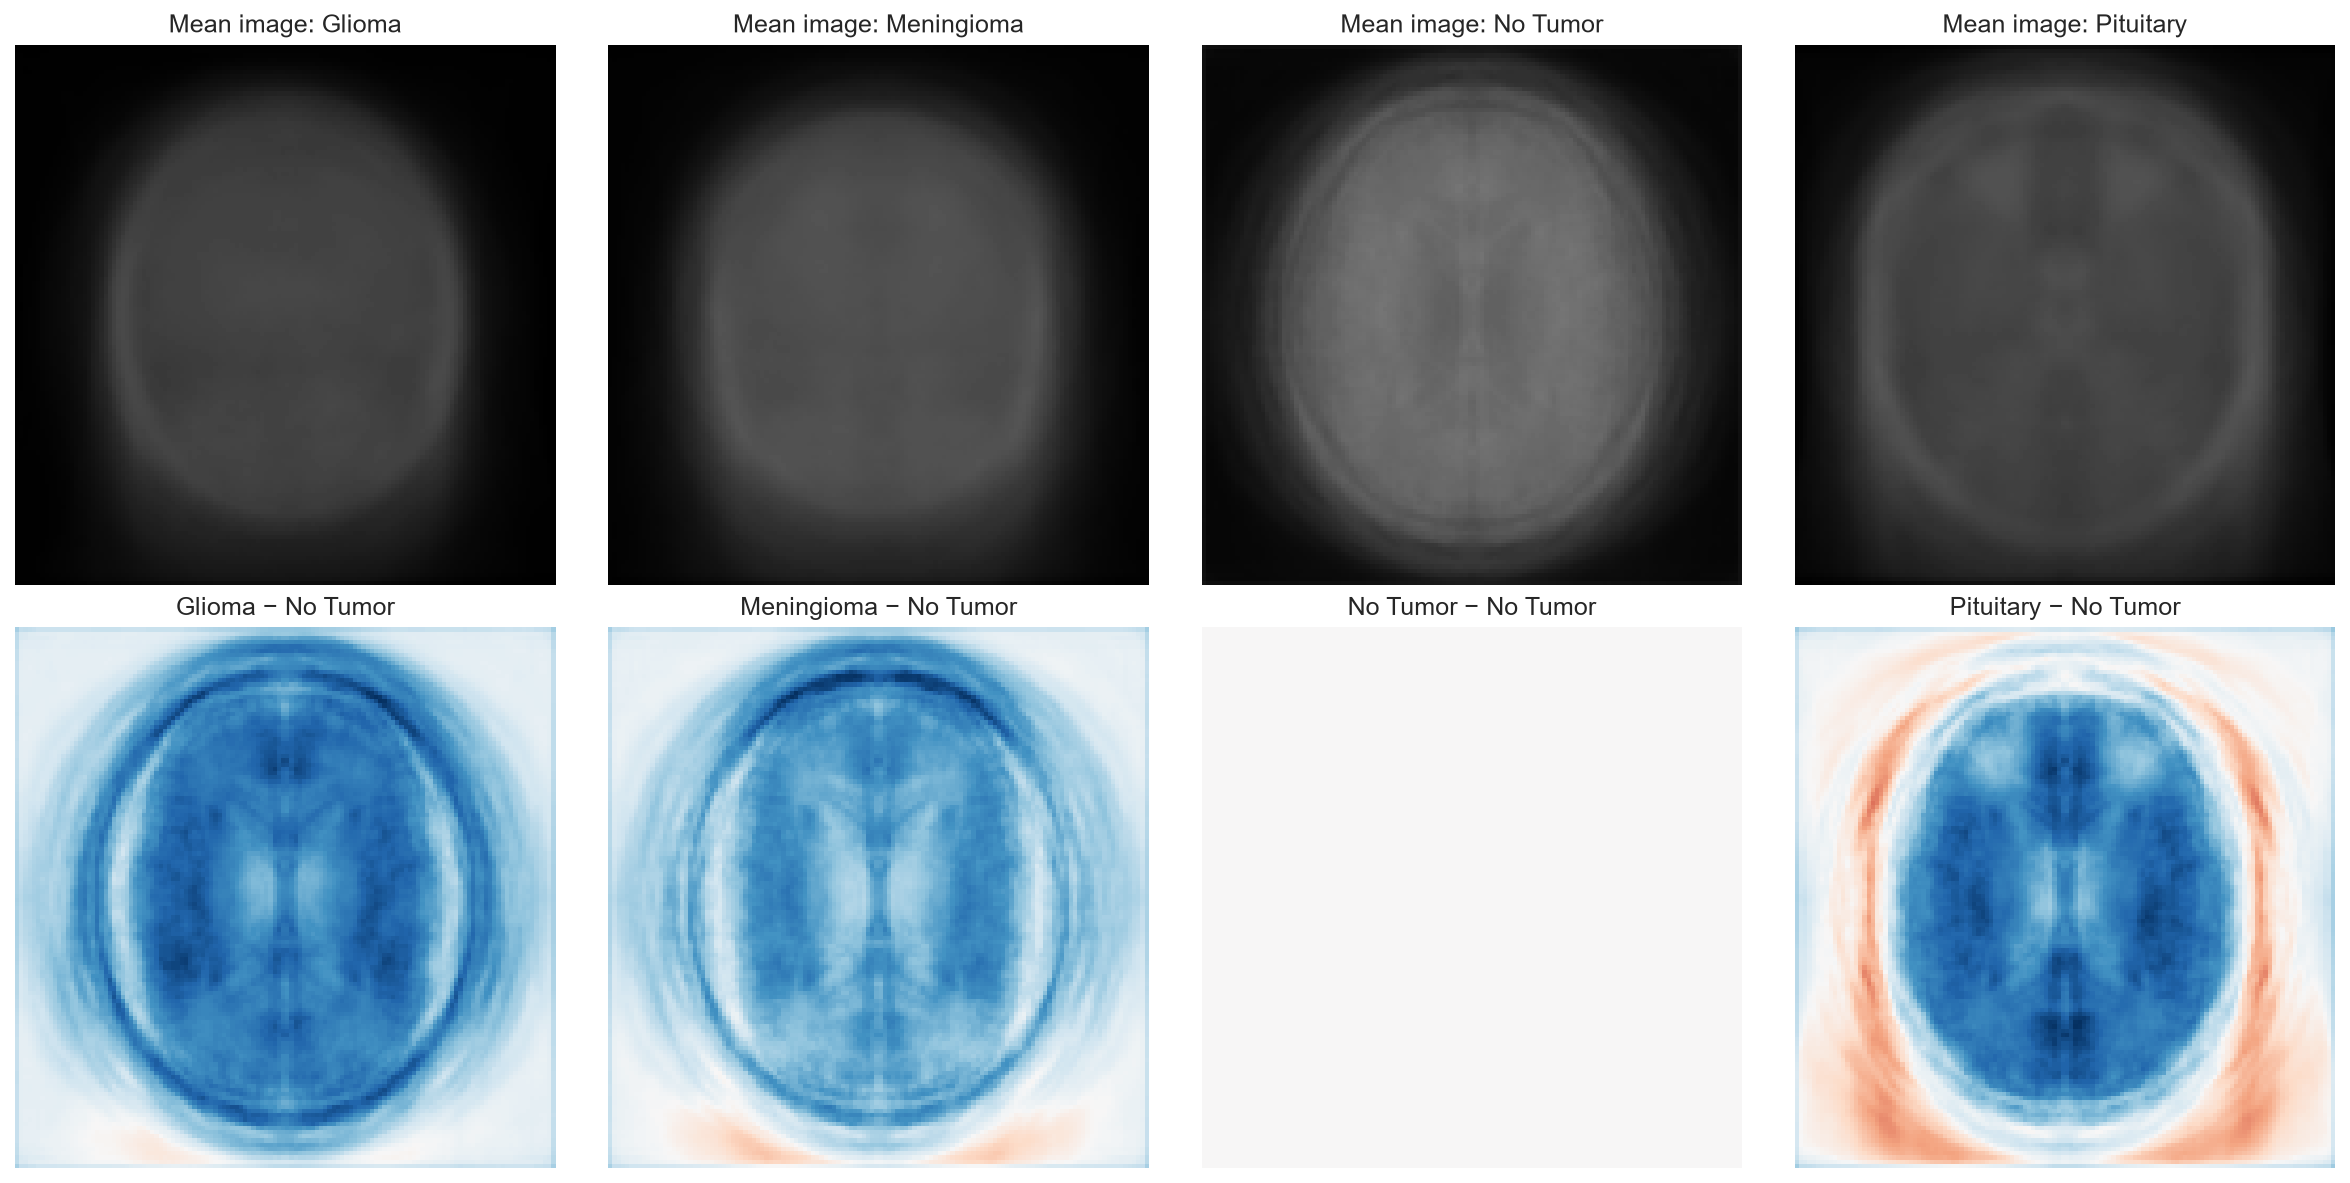 Mean image: Glioma
Mean image: Meningioma
Mean image: No Tumor
Mean image: Pituitary
Glioma − No Tumor
Meningioma − No Tumor
No Tumor − No Tumor
Pituitary − No Tumor